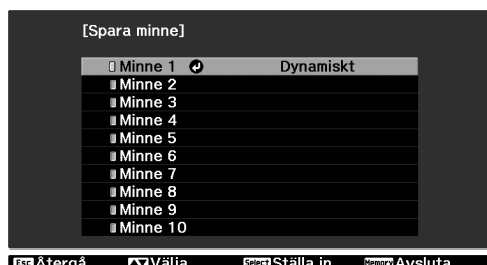 [Spara minne]
Minne 1 Dynamiskt
Minne 2
Minne 3
Minne 4
Minne 5
Minne 6
Minne 7
Minne 8
Minne 9
Minne 10
Esc Återgå Välja Select Ställa in Memory Avsluta